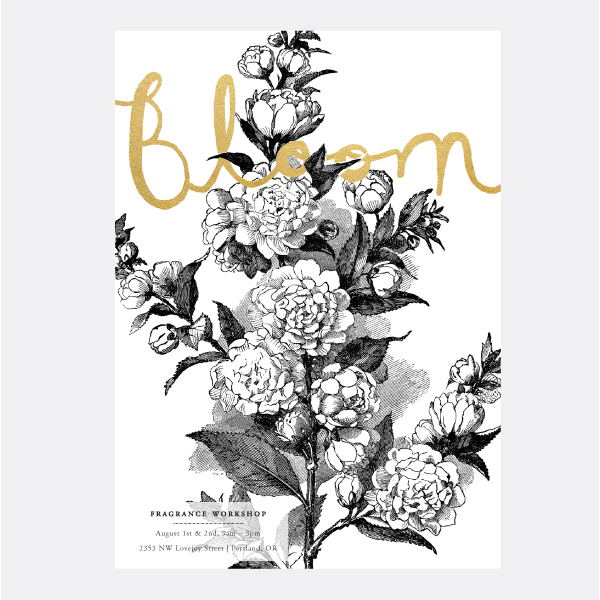 Bloom
FRAGRANCE WORKSHOP
August 1st & 2nd, 9am – 3pm
2353 NW Lovejoy Street | Portland, OR